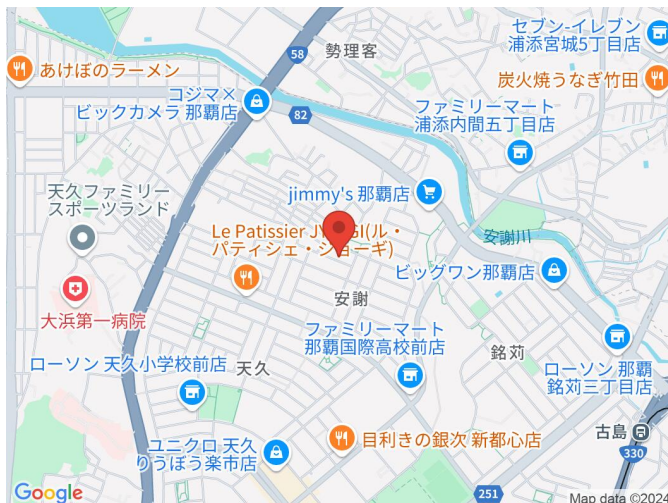 セブン-イレブン
浦添宮城5丁目店
58
勢理客
あけぼのラーメン
炭火焼うなぎ竹田
コジマ×
ビックカメラ 那覇店
82
ファミリーマート
浦添内間五丁目店
天久ファミリー
スポーツランド
jimmy's 那覇店
Le Patissier
(ル・
パティシェ・ジョーギ)
安謝川
ビッグワン那覇店
大浜第一病院
安謝
ファミリーマート
那覇国際高校前店
銘苅
ローソン 天久小学校前店
天久
ローソン 那覇
銘苅三丁目店
古島
ユニクロ 天久
りうぼう楽市店
目利きの銀次 新都心店
330
251
Google
Map data ©2024